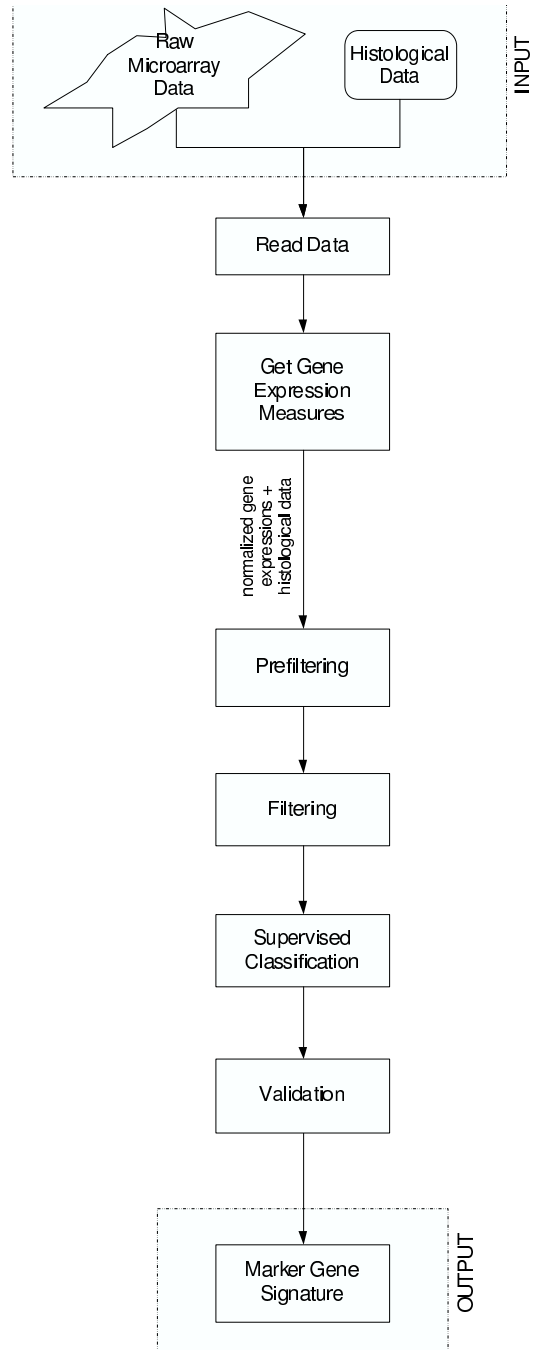 Raw
Microarray
Data
Histological
Data
INPUT
Read Data
Get Gene
Expression
Measures
normalized gene
expressions +
histological data
Prefiltering
Filtering
Supervised
Classification
Validation
Marker Gene
Signature
OUTPUT